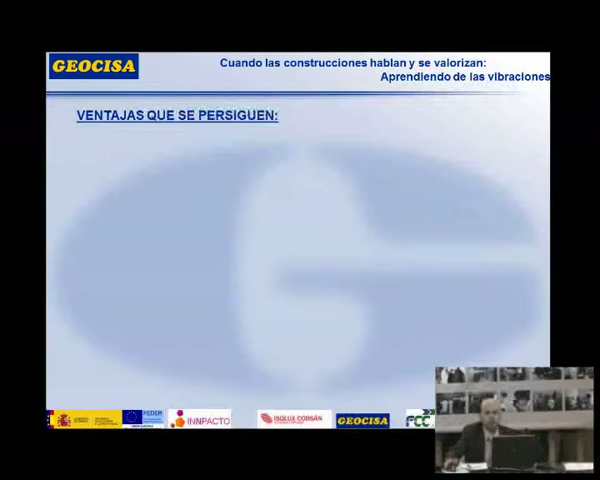 GEOCISA
Cuando las construcciones hablan y se valorizan:
Aprendiendo de las vibraciones
VENTAJAS QUE SE PERSIGUEN:
FEDER
INNPACTO
ISOLUX CORSÁN
GEOCISA
FCC